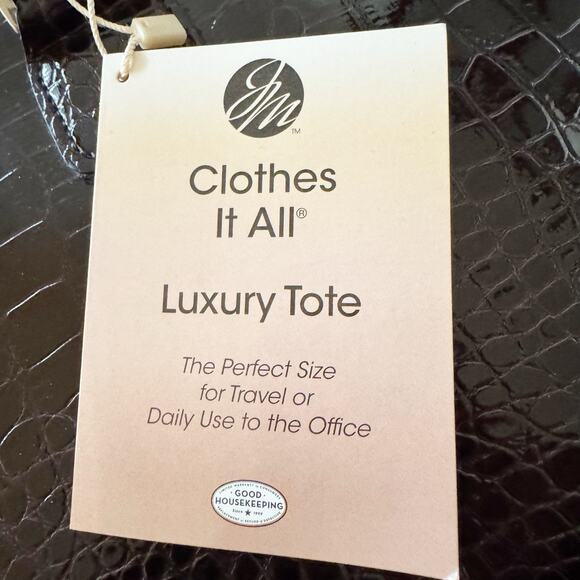 JM
TM
Clothes
It All®
Luxury Tote
The Perfect Size
for Travel or
Daily Use to the Office
GOOD
HOUSEKEEPING